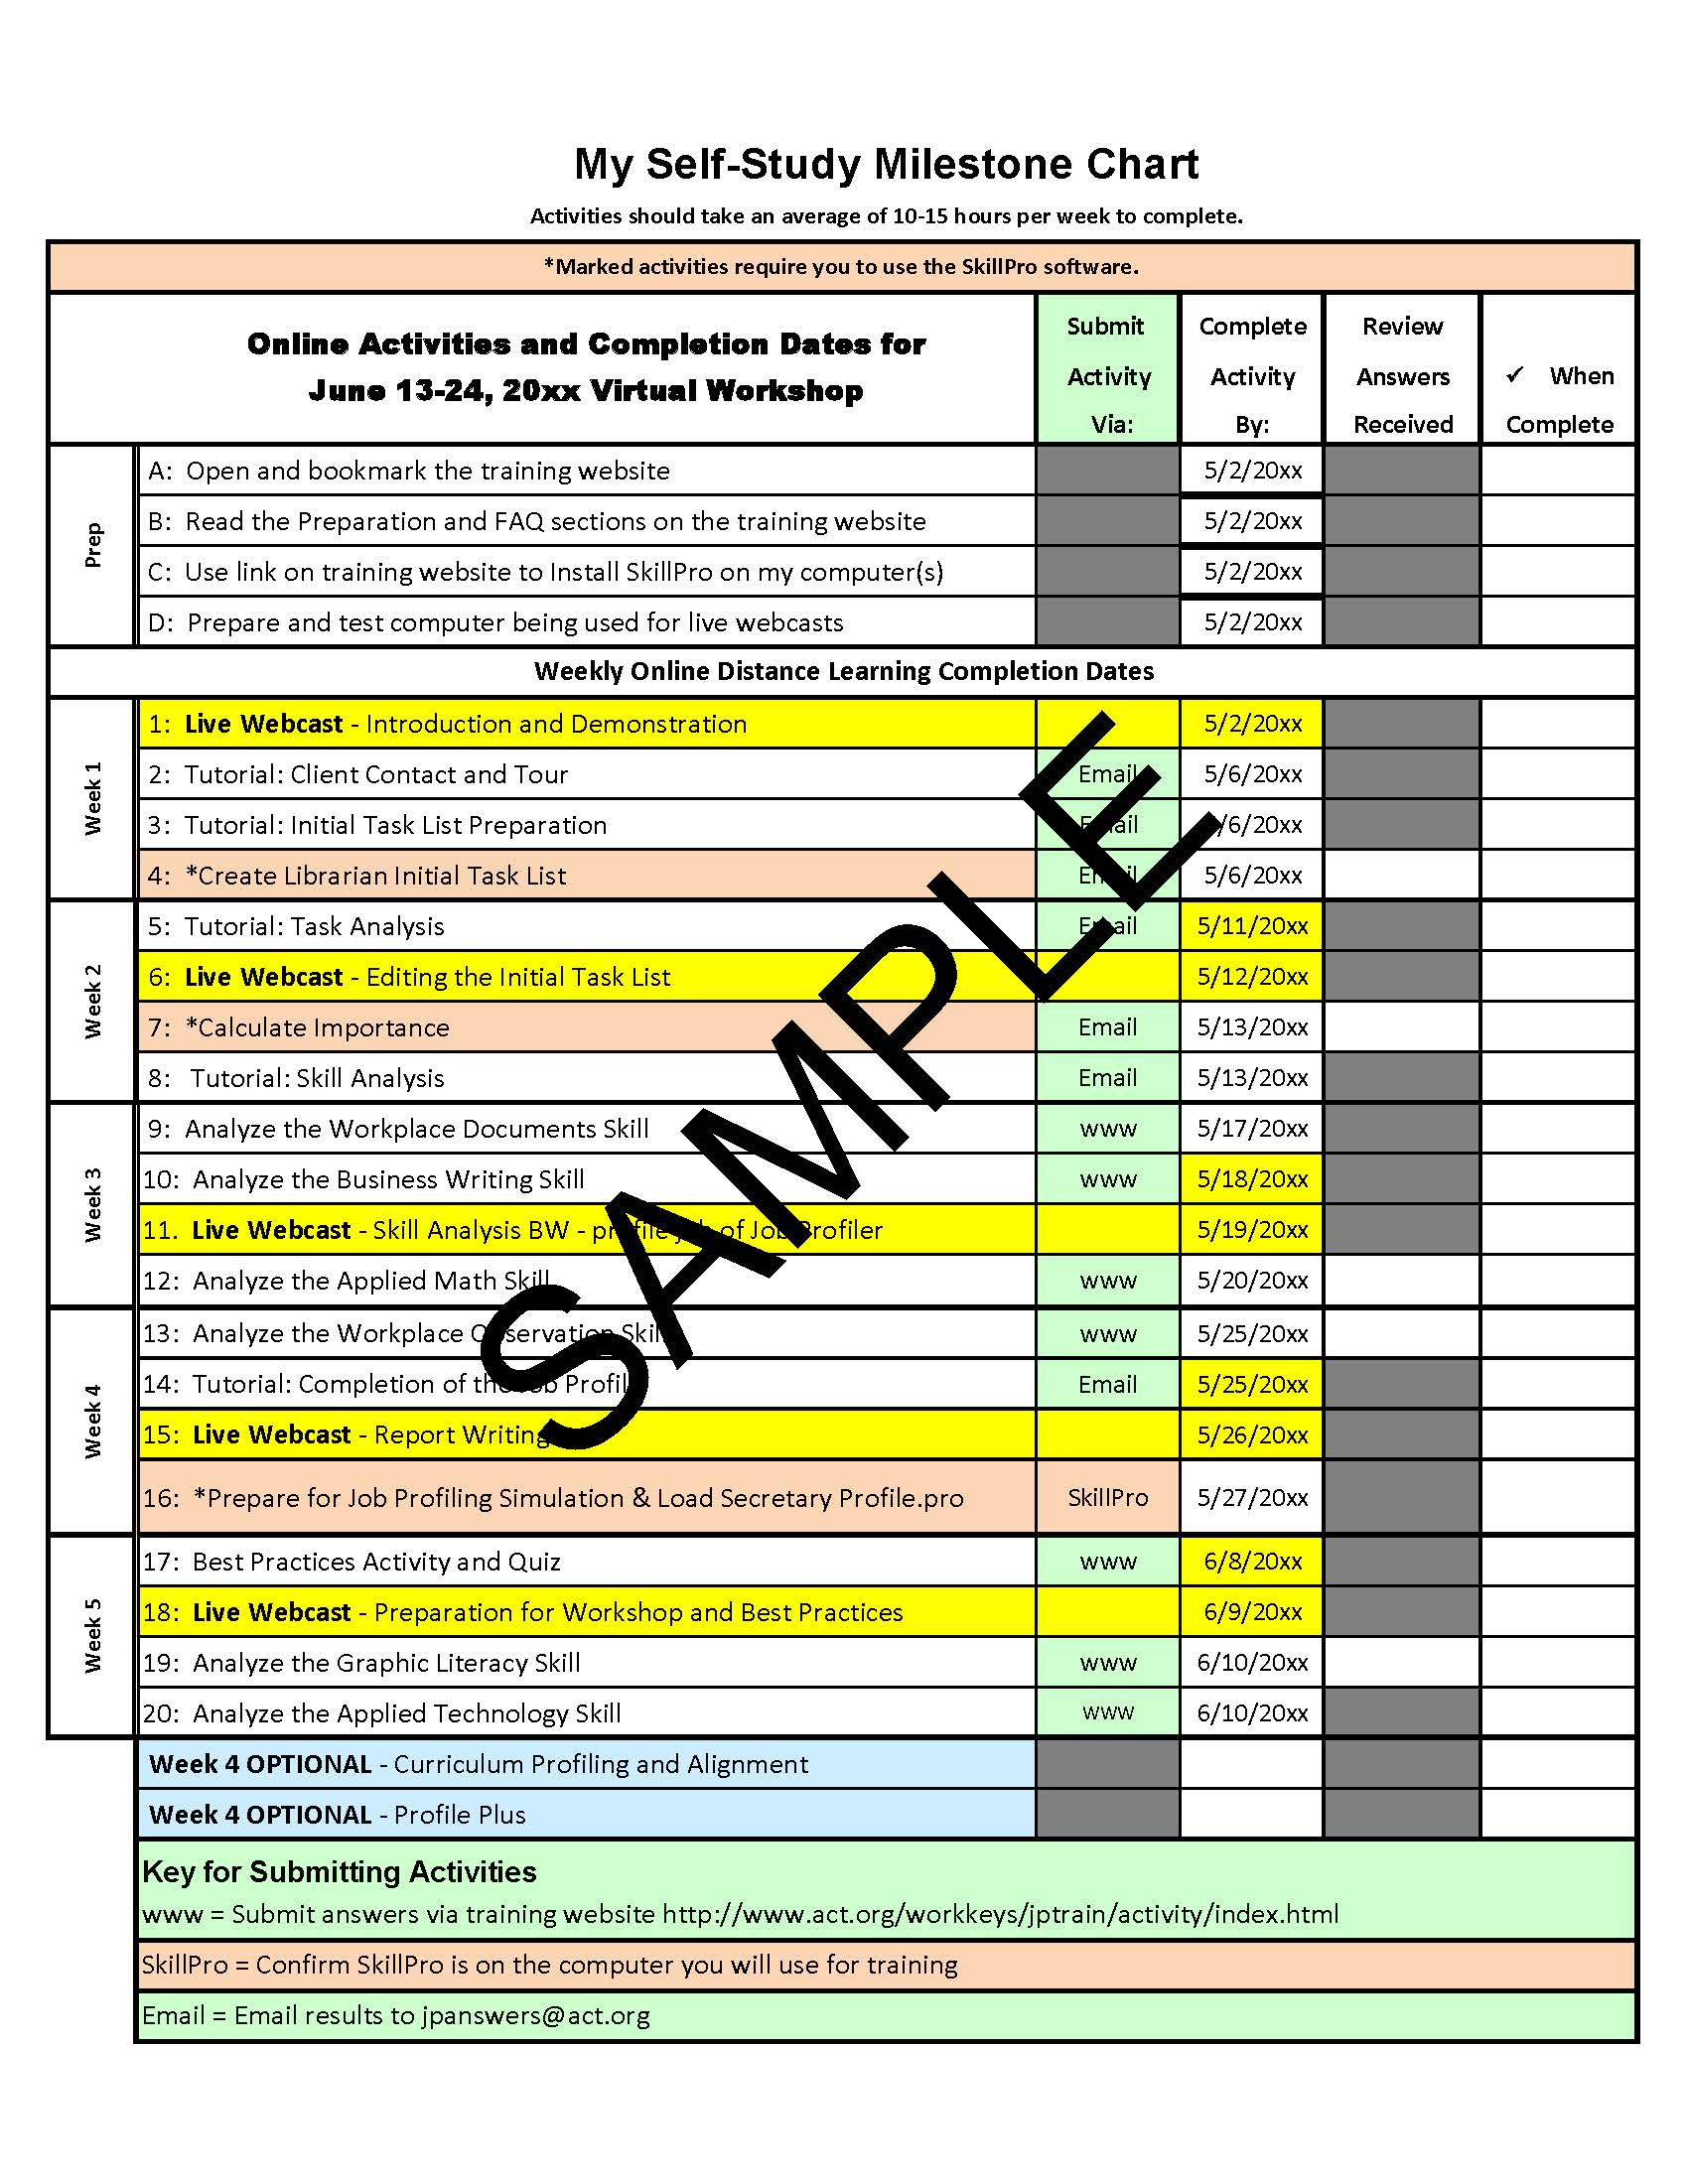 My Self-Study Milestone Chart
Activities should take an average of 10-15 hours per week to complete.
*Marked activities require you to use the SkillPro software.
Online Activities and Completion Dates for
June 13-24, 20xx Virtual Workshop
Submit Activity Via:
Complete Activity By:
Review Answers Received
✓ When Complete
Prep
A: Open and bookmark the training website 5/2/20xx
B: Read the Preparation and FAQ sections on the training website 5/2/20xx
C: Use link on training website to Install SkillPro on my computer(s) 5/2/20xx
D: Prepare and test computer being used for live webcasts 5/2/20xx
Weekly Online Distance Learning Completion Dates
Week 1
1: Live Webcast - Introduction and Demonstration 5/2/20xx
2: Tutorial: Client Contact and Tour Email 5/6/20xx
3: Tutorial: Initial Task List Preparation Email /6/20xx
4: *Create Librarian Initial Task List Email 5/6/20xx
Week 2
5: Tutorial: Task Analysis Email 5/11/20xx
6: Live Webcast - Editing the Initial Task List 5/12/20xx
7: *Calculate Importance Email 5/13/20xx
8: Tutorial: Skill Analysis Email 5/13/20xx
Week 3
9: Analyze the Workplace Documents Skill www 5/17/20xx
10: Analyze the Business Writing Skill www 5/18/20xx
11. Live Webcast - Skill Analysis BW - profile job of Job Profiler 5/19/20xx
12: Analyze the Applied Math Skill www 5/20/20xx
Week 4
13: Analyze the Workplace Observation Skill www 5/25/20xx
14: Tutorial: Completion of the Job Profile Email 5/25/20xx
15: Live Webcast - Report Writing 5/26/20xx
16: *Prepare for Job Profiling Simulation & Load Secretary Profile.pro SkillPro 5/27/20xx
Week 5
17: Best Practices Activity and Quiz www 6/8/20xx
18: Live Webcast - Preparation for Workshop and Best Practices 6/9/20xx
19: Analyze the Graphic Literacy Skill www 6/10/20xx
20: Analyze the Applied Technology Skill www 6/10/20xx
Week 4 OPTIONAL - Curriculum Profiling and Alignment
Week 4 OPTIONAL - Profile Plus
Key for Submitting Activities
www = Submit answers via training website http://www.act.org/workkeys/jptrain/activity/index.html
SkillPro = Confirm SkillPro is on the computer you will use for training
Email = Email results to jpanswers@act.org
SAMPLE